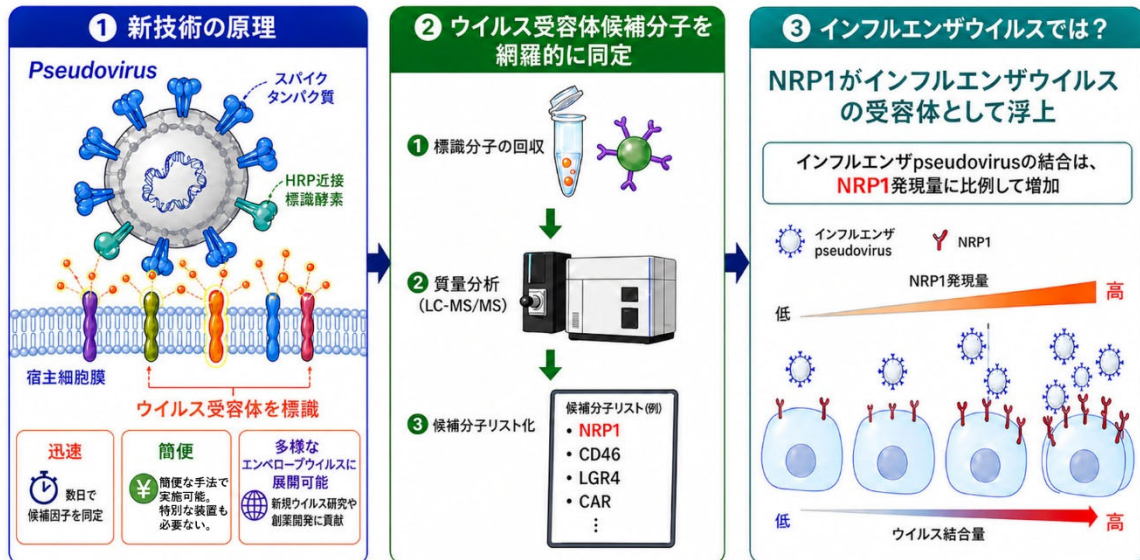 1 新技術の原理
Pseudovirus
スパイク
タンパク質
HRP近接
標識酵素
宿主細胞膜
ウイルス受容体を標識
迅速
数日で
候補因子を同定
簡便
¥
簡便な手法で
実施可能。
特別な装置も
必要ない。
多様な
エンベロープウイルスに
展開可能
新規ウイルス研究や
創薬開発に貢献
2 ウイルス受容体候補分子を
網羅的に同定
1 標識分子の回収
2 質量分析
(LC-MS/MS)
3 候補分子リスト化
候補分子リスト(例)
• NRP1
• CD46
• LGR4
• CAR
⋮
3 インフルエンザウイルスでは？
NRP1がインフルエンザウイルス
の受容体として浮上
インフルエンザpseudovirusの結合は、
NRP1発現量に比例して増加
インフルエンザ
pseudovirus
NRP1
NRP1発現量
低
高
低
高
ウイルス結合量